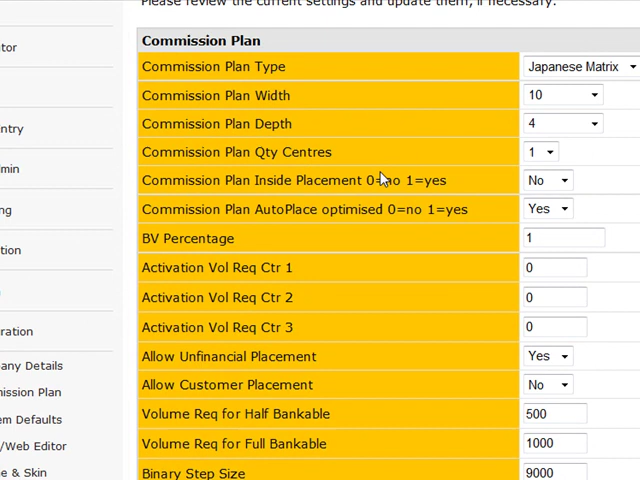 Please review the current settings and update them, if necessary.
Commission Plan
Commission Plan Type Japanese Matrix
Commission Plan Width 10
Commission Plan Depth 4
Commission Plan Qty Centres 1
Commission Plan Inside Placement 0=no 1=yes No
Commission Plan AutoPlace optimised 0=no 1=yes Yes
BV Percentage 1
Activation Vol Req Ctr 1 0
Activation Vol Req Ctr 2 0
Activation Vol Req Ctr 3 0
Allow Unfinancial Placement Yes
Allow Customer Placement No
Volume Req for Half Bankable 500
Volume Req for Full Bankable 1000
Binary Step Size 9000
tor
ntry
min
ng
tion
ration
any Details
mission Plan
em Defaults
/Web Editor
e & Skin